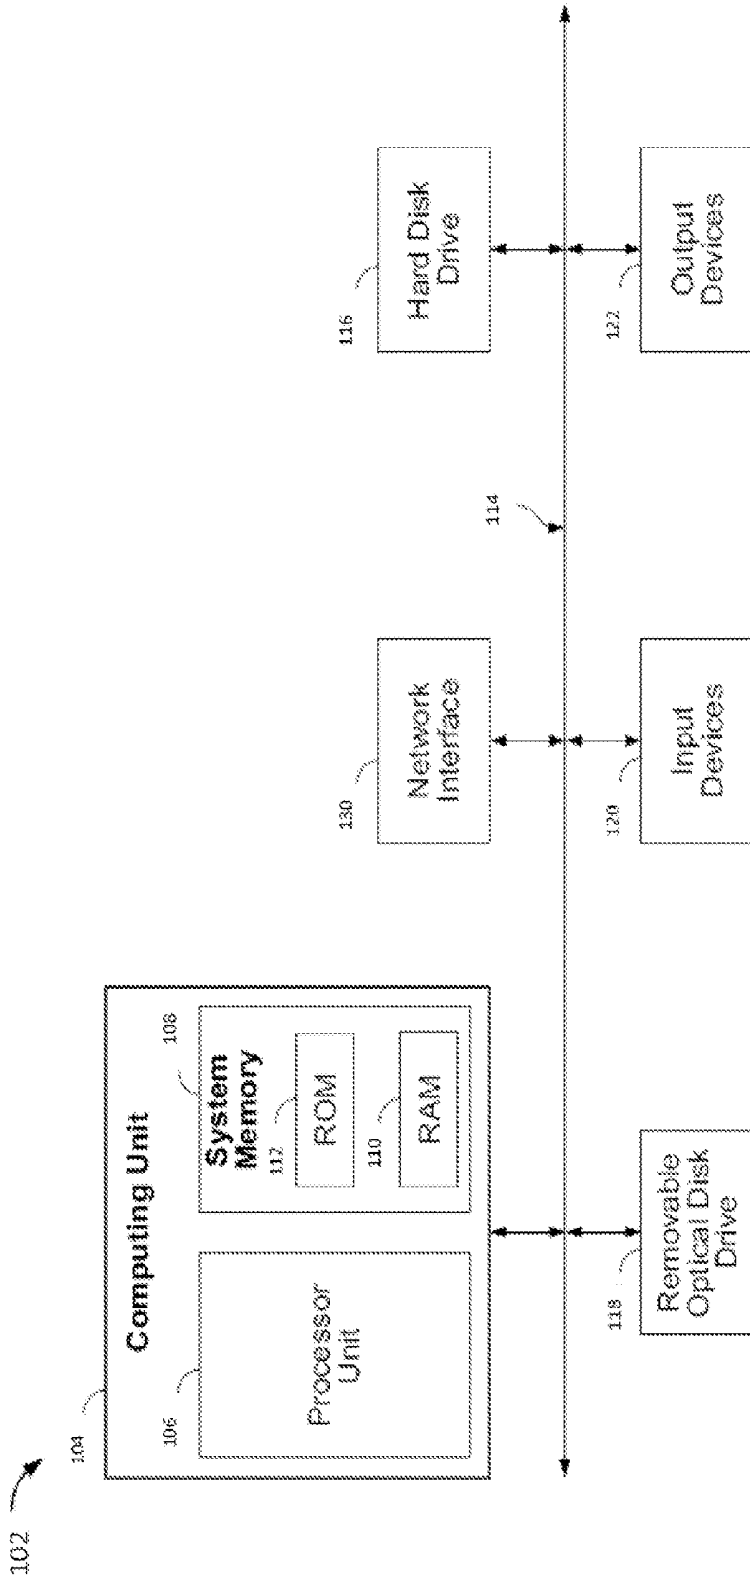 102
104
Computing Unit
106
Processor
Unit
108
System
Memory
112
ROM
110
RAM
130
Network
Interface
116
Hard Disk
Drive
114
118
Removable
Optical Disk
Drive
120
Input
Devices
122
Output
Devices